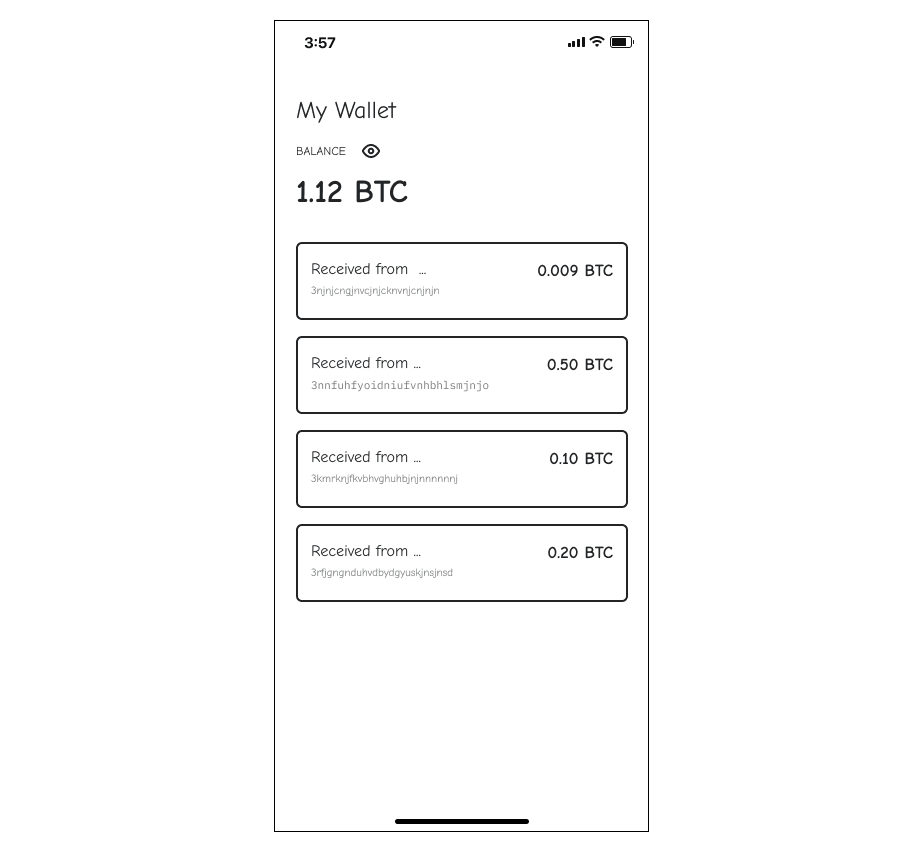 3:57
My Wallet
BALANCE
1.12 BTC
Received from ...
0.009 BTC
3njnjcngjnvcjnjcknvnjcnjnjn
Received from ...
0.50 BTC
3nnfuhfyoidniufvnhbhlsmjnjo
Received from ...
0.10 BTC
3kmrknjfkvbhvghuhbjnjnnnnnnj
Received from ...
0.20 BTC
3rfjgngnduhvdbydgyuskjnsjnsd